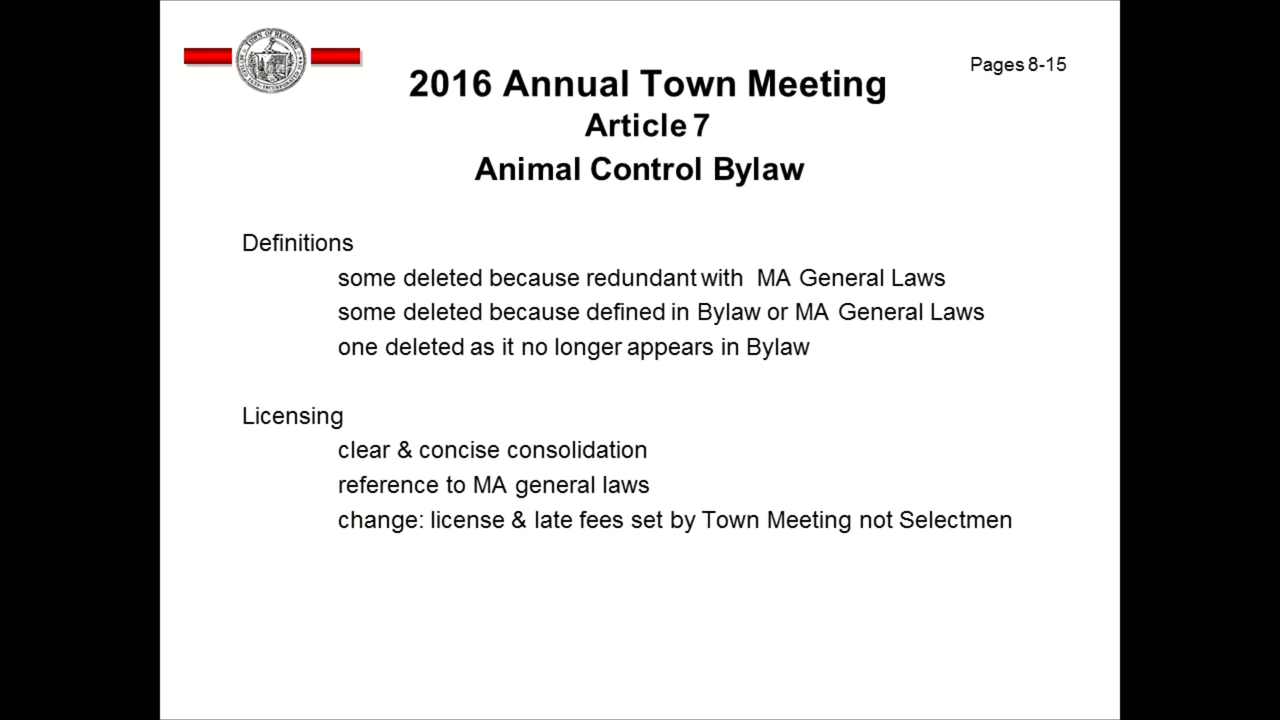 Pages 8-15
TOWN OF READING
2016 Annual Town Meeting
Article 7
Animal Control Bylaw
Definitions
some deleted because redundant with MA General Laws
some deleted because defined in Bylaw or MA General Laws
one deleted as it no longer appears in Bylaw
Licensing
clear & concise consolidation
reference to MA general laws
change: license & late fees set by Town Meeting not Selectmen